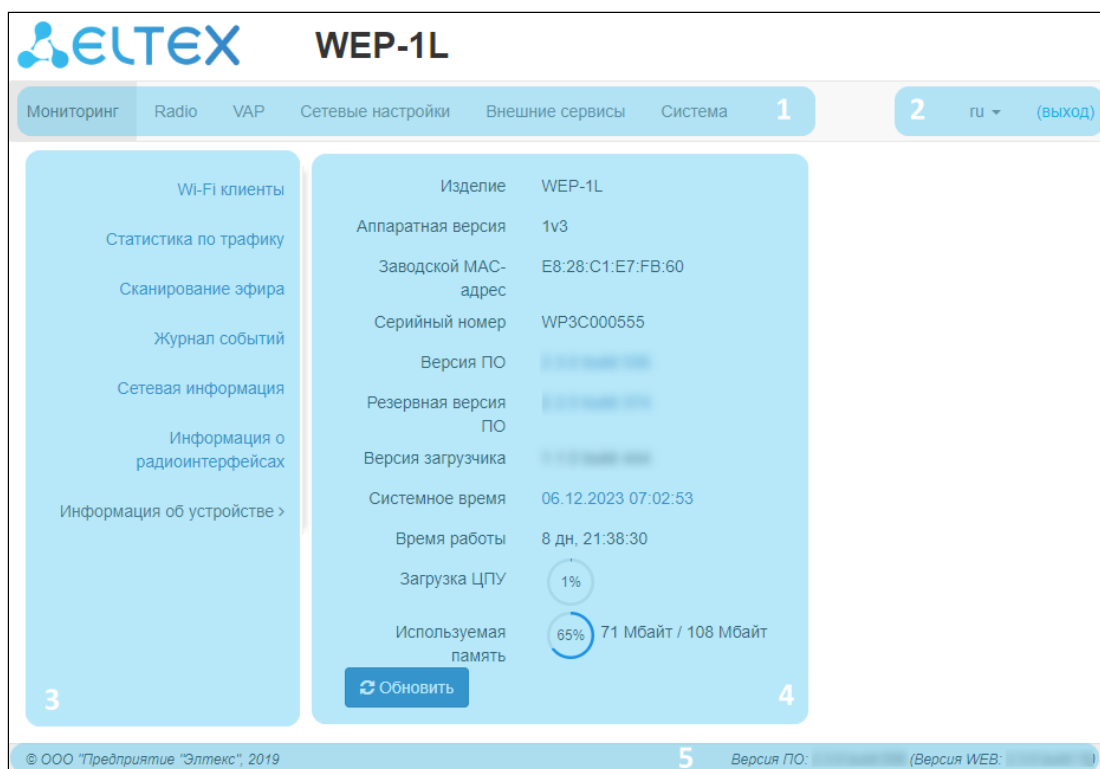 ELTEX WEP-1L
Мониторинг Radio VAP Сетевые настройки Внешние сервисы Система 1 2 ru (выход)
Wi-Fi клиенты
Статистика по трафику
Сканирование эфира
Журнал событий
Сетевая информация
Информация о
радиоинтерфейсах
Информация об устройстве >
3
Изделие WEP-1L
Аппаратная версия 1v3
Заводской MAC- E8:28:C1:E7:FB:60
адрес
Серийный номер WP3C000555
Версия ПО
Резервная версия
ПО
Версия загрузчика
Системное время 06.12.2023 07:02:53
Время работы 8 дн, 21:38:30
Загрузка ЦПУ 1%
Используемая 65% 71 Мбайт / 108 Мбайт
память
Обновить
4
© ООО "Предприятие "Элтекс", 2019 5 Версия ПО: (Версия WEB: )